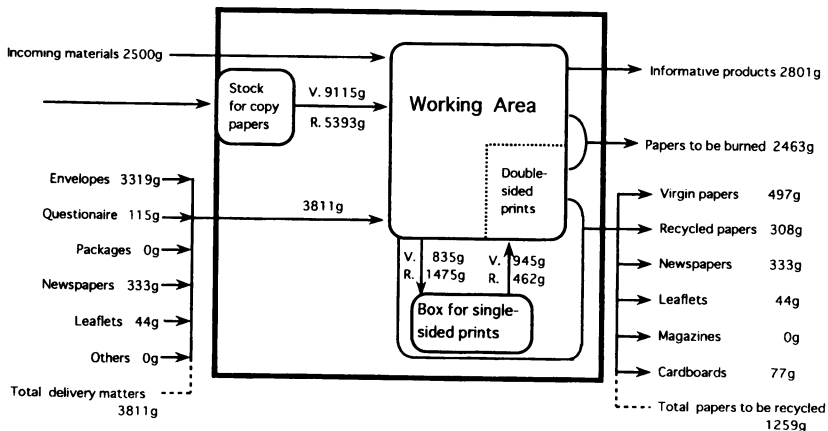 Incoming materials 2500g
Stock
for copy
papers
V. 9115g
R. 5393g
Working Area
Double-
sided
prints
Informative products 2801g
Papers to be burned 2463g
Envelopes 3319g
Questionaire 115g
Packages 0g
Newspapers 333g
Leaflets 44g
Others 0g
Total delivery matters
3811g
3811g
V. 835g
R. 1475g
V. 945g
R. 462g
Box for single-
sided prints
Virgin papers 497g
Recycled papers 308g
Newspapers 333g
Leaflets 44g
Magazines 0g
Cardboards 77g
Total papers to be recycled
1259g